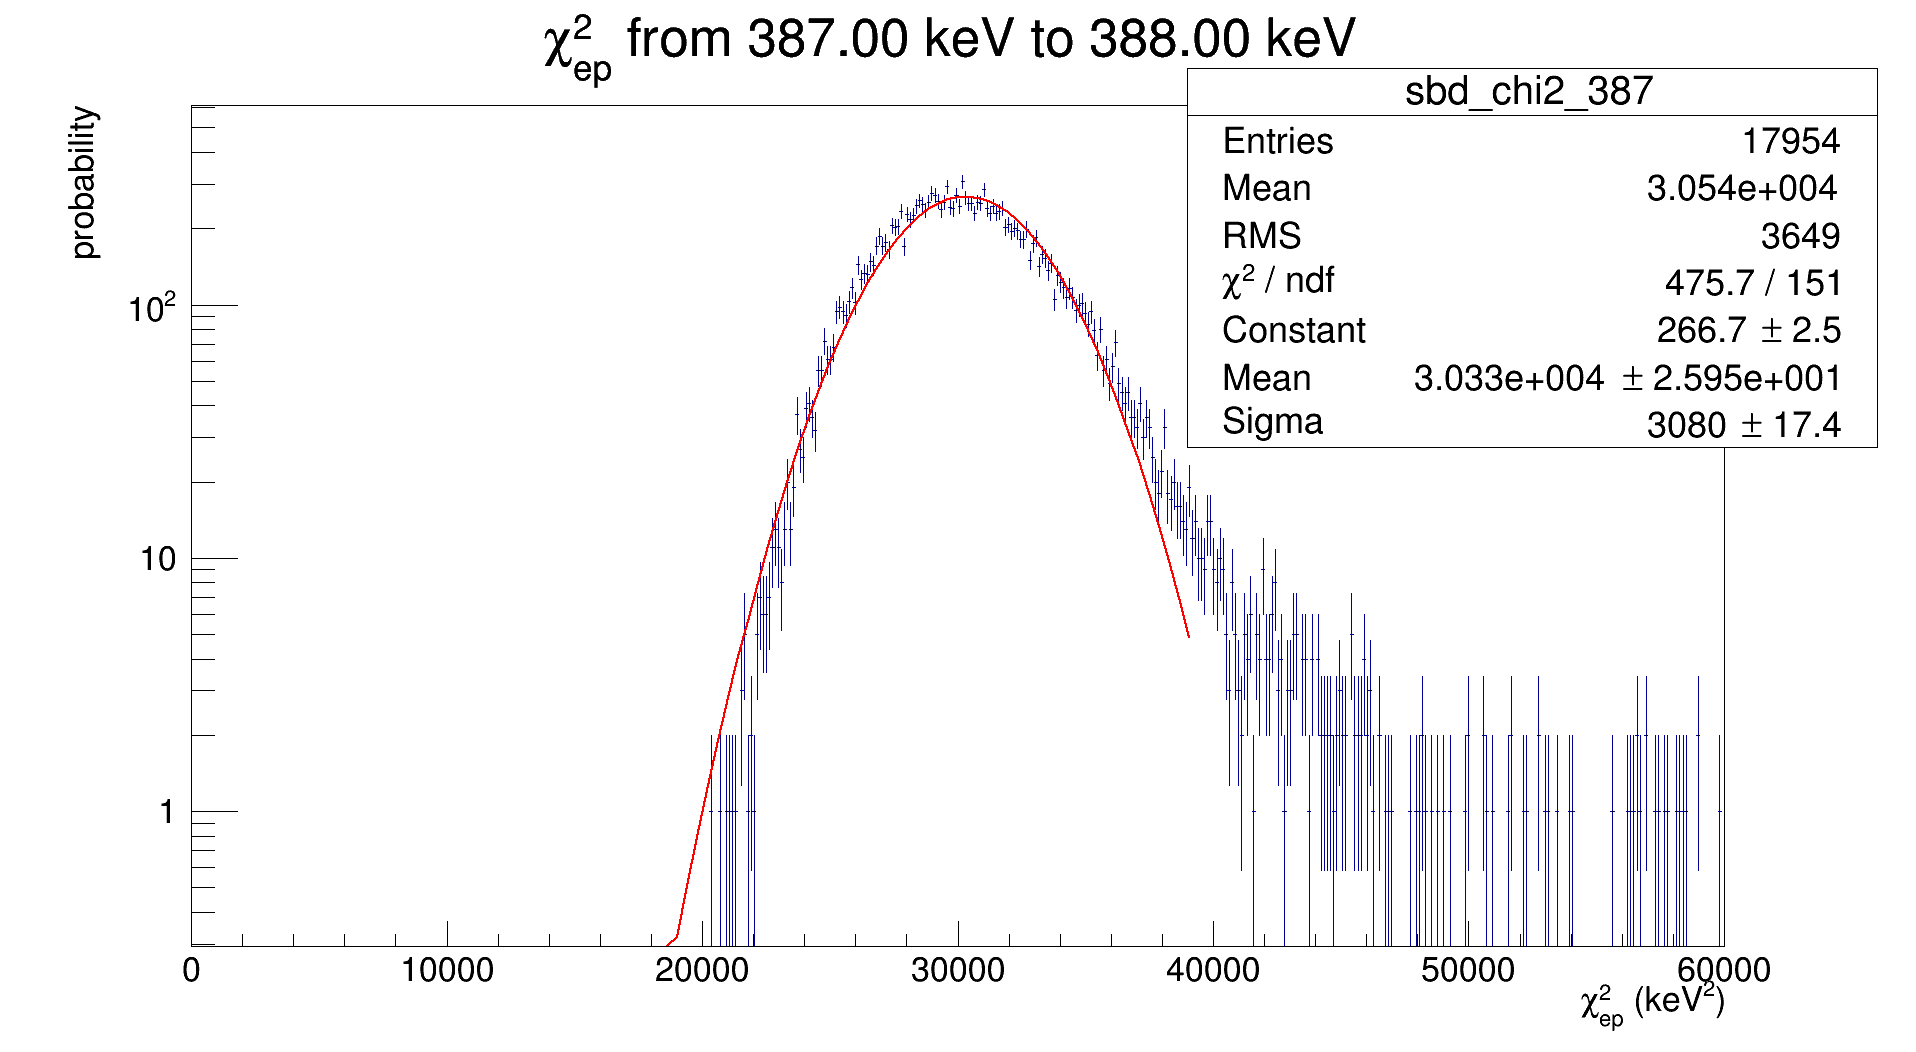 χ²ep from 387.00 keV to 388.00 keV
sbd_chi2_387
Entries 17954
Mean 3.054e+004
RMS 3649
χ² / ndf 475.7 / 151
Constant 266.7 ± 2.5
Mean 3.033e+004 ± 2.595e+001
Sigma 3080 ± 17.4
probability
10²
10
1
0 10000 20000 30000 40000 50000 60000
χ²ep (keV²)